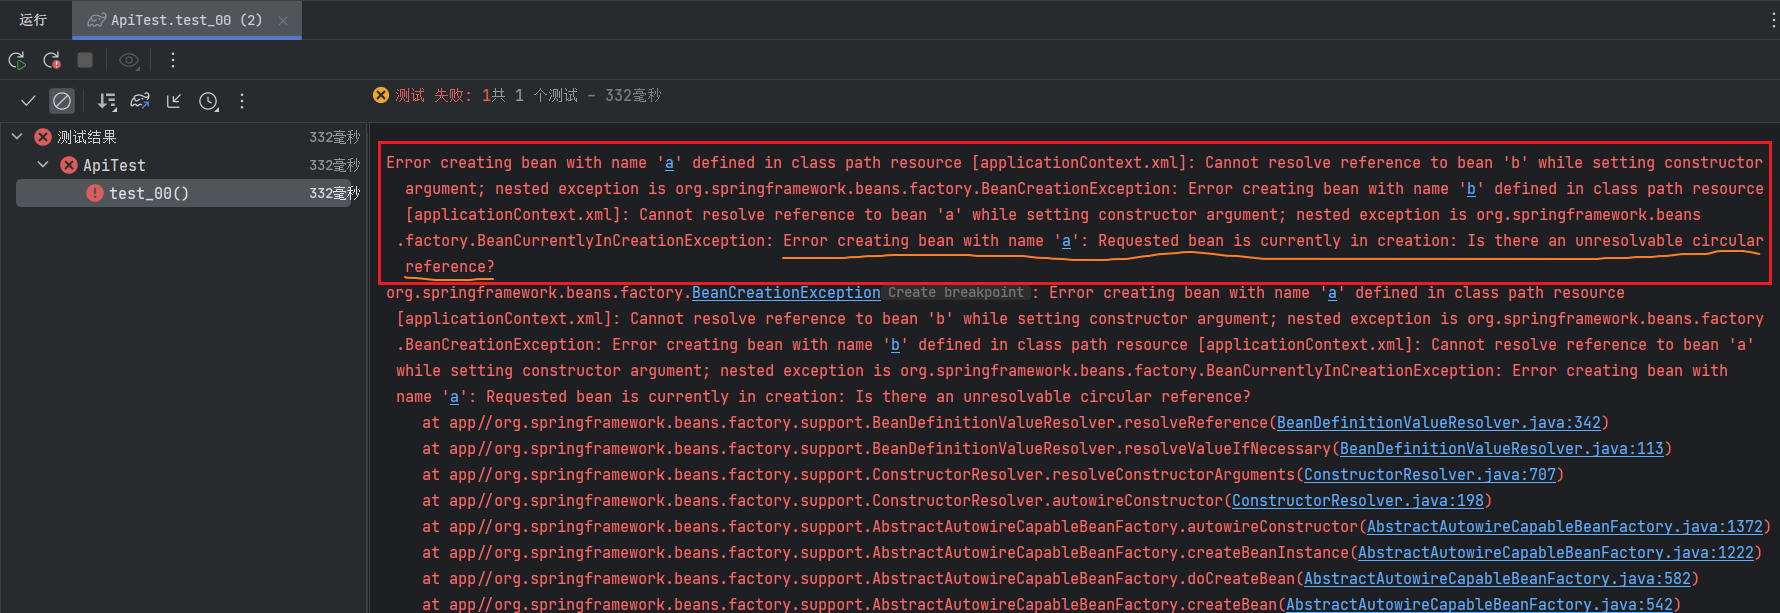 运行
ApiTest.test_00 (2)
测试 失败: 1共 1 个测试 – 332毫秒
测试结果 332毫秒
ApiTest 332毫秒
test_00() 332毫秒
Error creating bean with name 'a' defined in class path resource [applicationContext.xml]: Cannot resolve reference to bean 'b' while setting constructor
argument; nested exception is org.springframework.beans.factory.BeanCreationException: Error creating bean with name 'b' defined in class path resource
[applicationContext.xml]: Cannot resolve reference to bean 'a' while setting constructor argument; nested exception is org.springframework.beans
.factory.BeanCurrentlyInCreationException: Error creating bean with name 'a': Requested bean is currently in creation: Is there an unresolvable circular
reference?
org.springframework.beans.factory.BeanCreationException Create breakpoint : Error creating bean with name 'a' defined in class path resource
[applicationContext.xml]: Cannot resolve reference to bean 'b' while setting constructor argument; nested exception is org.springframework.beans.factory
.BeanCreationException: Error creating bean with name 'b' defined in class path resource [applicationContext.xml]: Cannot resolve reference to bean 'a'
while setting constructor argument; nested exception is org.springframework.beans.factory.BeanCurrentlyInCreationException: Error creating bean with
name 'a': Requested bean is currently in creation: Is there an unresolvable circular reference?
at app//org.springframework.beans.factory.support.BeanDefinitionValueResolver.resolveReference(BeanDefinitionValueResolver.java:342)
at app//org.springframework.beans.factory.support.BeanDefinitionValueResolver.resolveValueIfNecessary(BeanDefinitionValueResolver.java:113)
at app//org.springframework.beans.factory.support.ConstructorResolver.resolveConstructorArguments(ConstructorResolver.java:707)
at app//org.springframework.beans.factory.support.ConstructorResolver.autowireConstructor(ConstructorResolver.java:198)
at app//org.springframework.beans.factory.support.AbstractAutowireCapableBeanFactory.autowireConstructor(AbstractAutowireCapableBeanFactory.java:1372)
at app//org.springframework.beans.factory.support.AbstractAutowireCapableBeanFactory.createBeanInstance(AbstractAutowireCapableBeanFactory.java:1222)
at app//org.springframework.beans.factory.support.AbstractAutowireCapableBeanFactory.doCreateBean(AbstractAutowireCapableBeanFactory.java:582)
at app//org.springframework.beans.factory.support.AbstractAutowireCapableBeanFactory.createBean(AbstractAutowireCapableBeanFactory.java:542)